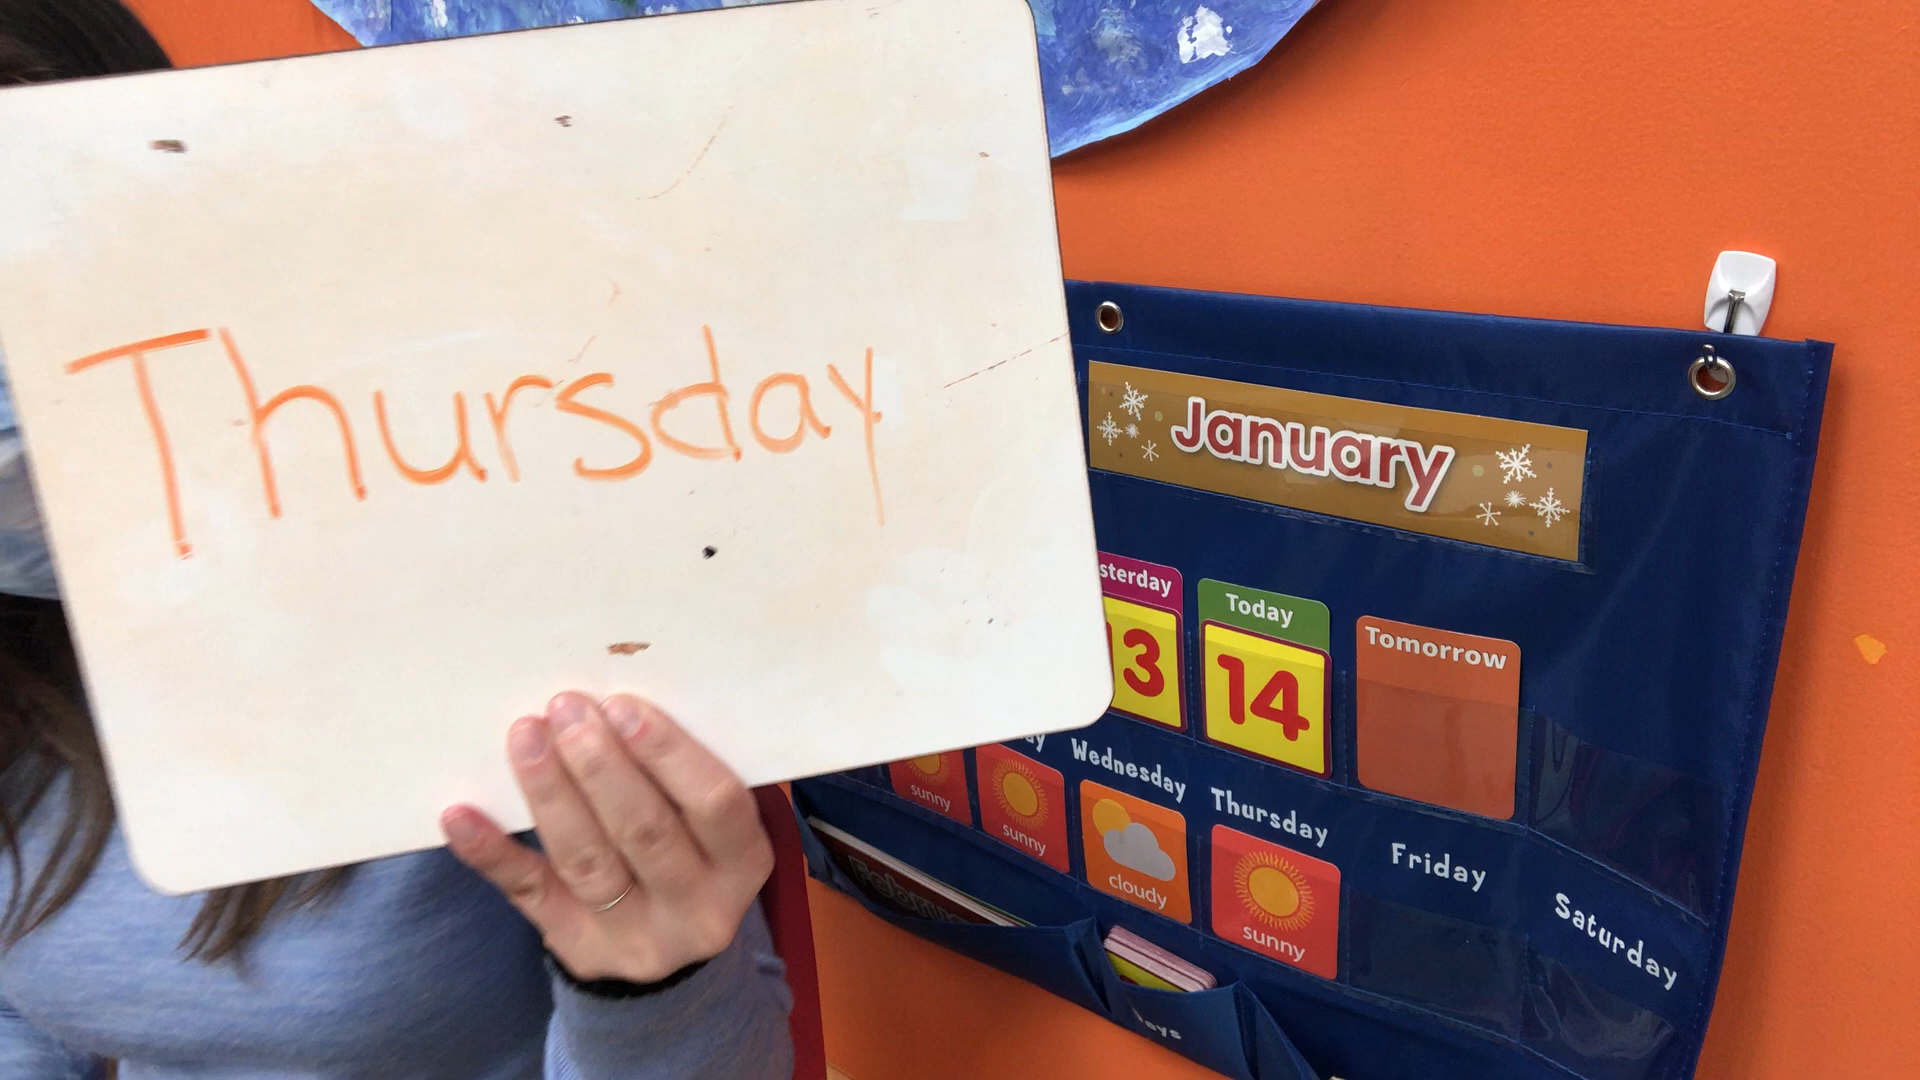 Thursday
January
sterday
Today
Tomorrow
13
14
Wednesday
Thursday
Friday
Saturday
sunny
sunny
cloudy
sunny